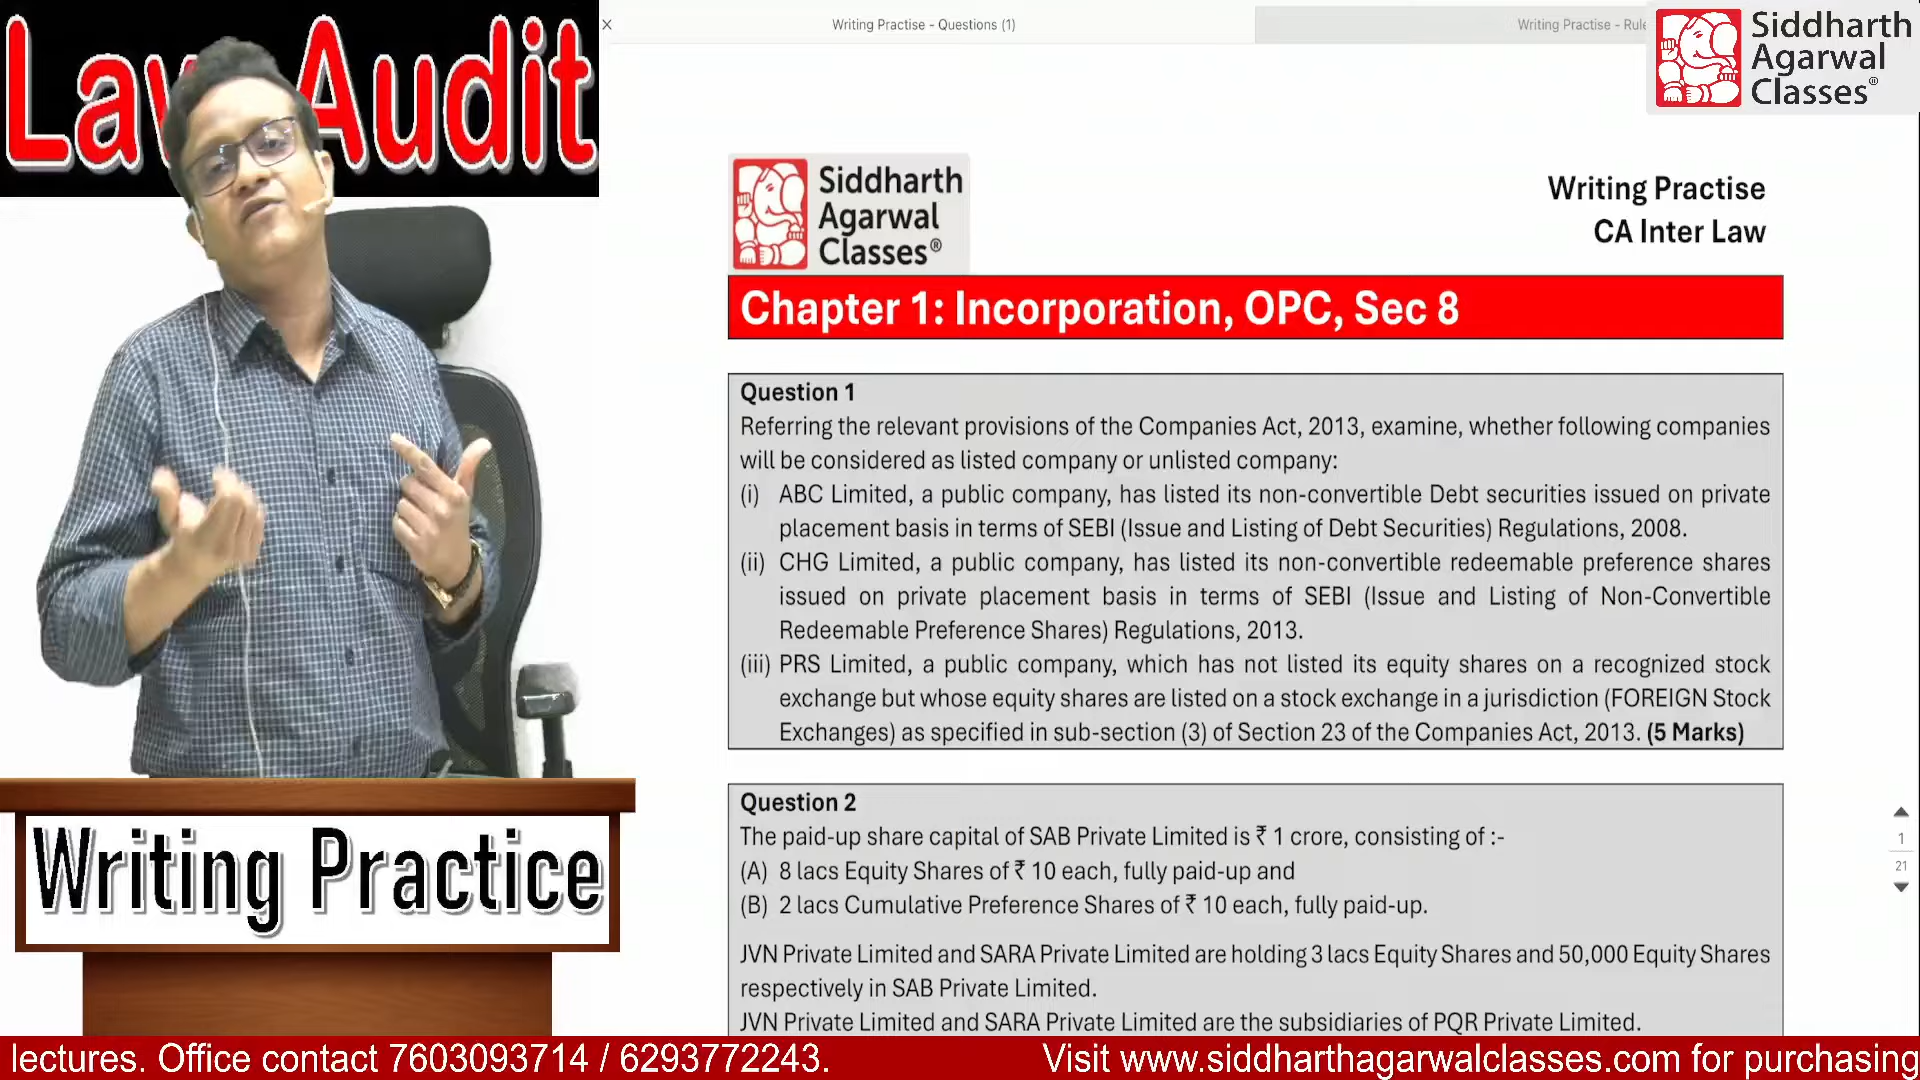 Law Audit
Writing Practise - Questions (1)
Writing Practise - Rule
Siddharth
Agarwal
Classes®
Siddharth
Agarwal
Classes®
Writing Practise
CA Inter Law
Chapter 1: Incorporation, OPC, Sec 8
Question 1
Referring the relevant provisions of the Companies Act, 2013, examine, whether following companies
will be considered as listed company or unlisted company:
(i) ABC Limited, a public company, has listed its non-convertible Debt securities issued on private
placement basis in terms of SEBI (Issue and Listing of Debt Securities) Regulations, 2008.
(ii) CHG Limited, a public company, has listed its non-convertible redeemable preference shares
issued on private placement basis in terms of SEBI (Issue and Listing of Non-Convertible
Redeemable Preference Shares) Regulations, 2013.
(iii) PRS Limited, a public company, which has not listed its equity shares on a recognized stock
exchange but whose equity shares are listed on a stock exchange in a jurisdiction (FOREIGN Stock
Exchanges) as specified in sub-section (3) of Section 23 of the Companies Act, 2013. (5 Marks)
Question 2
The paid-up share capital of SAB Private Limited is ₹ 1 crore, consisting of :-
(A) 8 lacs Equity Shares of ₹ 10 each, fully paid-up and
(B) 2 lacs Cumulative Preference Shares of ₹ 10 each, fully paid-up.
JVN Private Limited and SARA Private Limited are holding 3 lacs Equity Shares and 50,000 Equity Shares
respectively in SAB Private Limited.
JVN Private Limited and SARA Private Limited are the subsidiaries of PQR Private Limited.
1
21
Writing Practice
lectures. Office contact 7603093714 / 6293772243. Visit www.siddharthagarwalclasses.com for purchasing